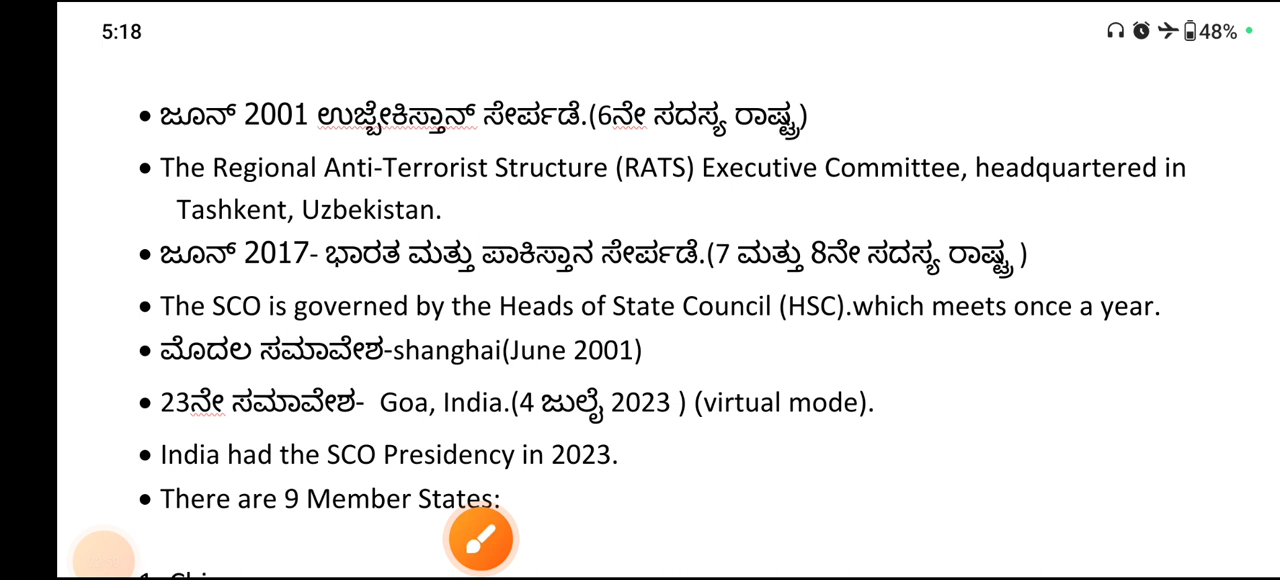 5:18
48%
• ಜೂನ್ 2001 ಉಜ್ಬೇಕಿಸ್ತಾನ್ ಸೇರ್ಪಡೆ.(6ನೇ ಸದಸ್ಯ ರಾಷ್ಟ್ರ)
• The Regional Anti-Terrorist Structure (RATS) Executive Committee, headquartered in
Tashkent, Uzbekistan.
• ಜೂನ್ 2017- ಭಾರತ ಮತ್ತು ಪಾಕಿಸ್ತಾನ ಸೇರ್ಪಡೆ.(7 ಮತ್ತು 8ನೇ ಸದಸ್ಯ ರಾಷ್ಟ್ರ )
• The SCO is governed by the Heads of State Council (HSC).which meets once a year.
• ಮೊದಲ ಸಮಾವೇಶ-shanghai(June 2001)
• 23ನೇ ಸಮಾವೇಶ- Goa, India.(4 ಜುಲೈ 2023 ) (virtual mode).
• India had the SCO Presidency in 2023.
• There are 9 Member States: